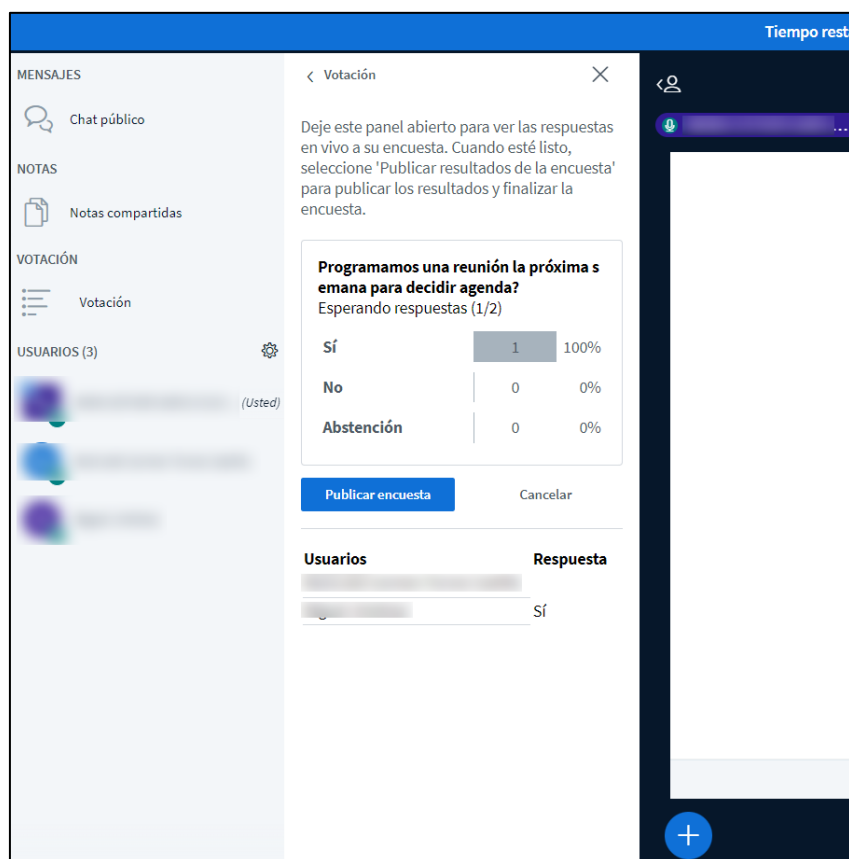 Tiempo rest
MENSAJES
Chat público
NOTAS
Notas compartidas
VOTACIÓN
Votación
USUARIOS (3)
(Usted)
Votación
Deje este panel abierto para ver las respuestas
en vivo a su encuesta. Cuando esté listo,
seleccione 'Publicar resultados de la encuesta'
para publicar los resultados y finalizar la
encuesta.
Programamos una reunión la próxima s
emana para decidir agenda?
Esperando respuestas (1/2)
Sí 1 100%
No 0 0%
Abstención 0 0%
Publicar encuesta Cancelar
Usuarios Respuesta
Sí
...